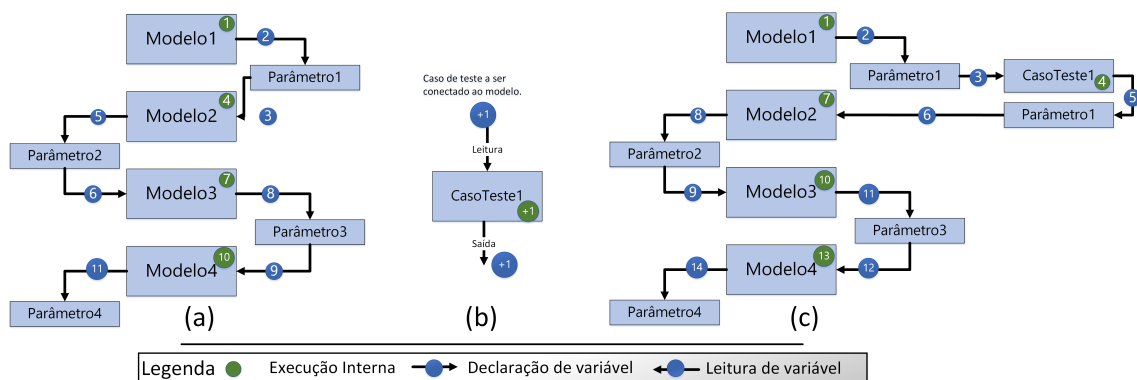 Modelo1
1
2
Parâmetro1
Modelo2
4
3
5
Parâmetro2
6
Modelo3
7
8
Parâmetro3
Modelo4
10
9
11
Parâmetro4
(a)
Caso de teste a ser
conectado ao modelo.
+1
Leitura
CasoTeste1
+1
Saída
+1
(b)
Modelo1
1
2
Parâmetro1
3
CasoTeste1
4
5
Parâmetro1
6
Modelo2
7
8
Parâmetro2
9
Modelo3
10
11
Parâmetro3
12
Modelo4
13
14
Parâmetro4
(c)
Legenda
Execução Interna
Declaração de variável
Leitura de variável